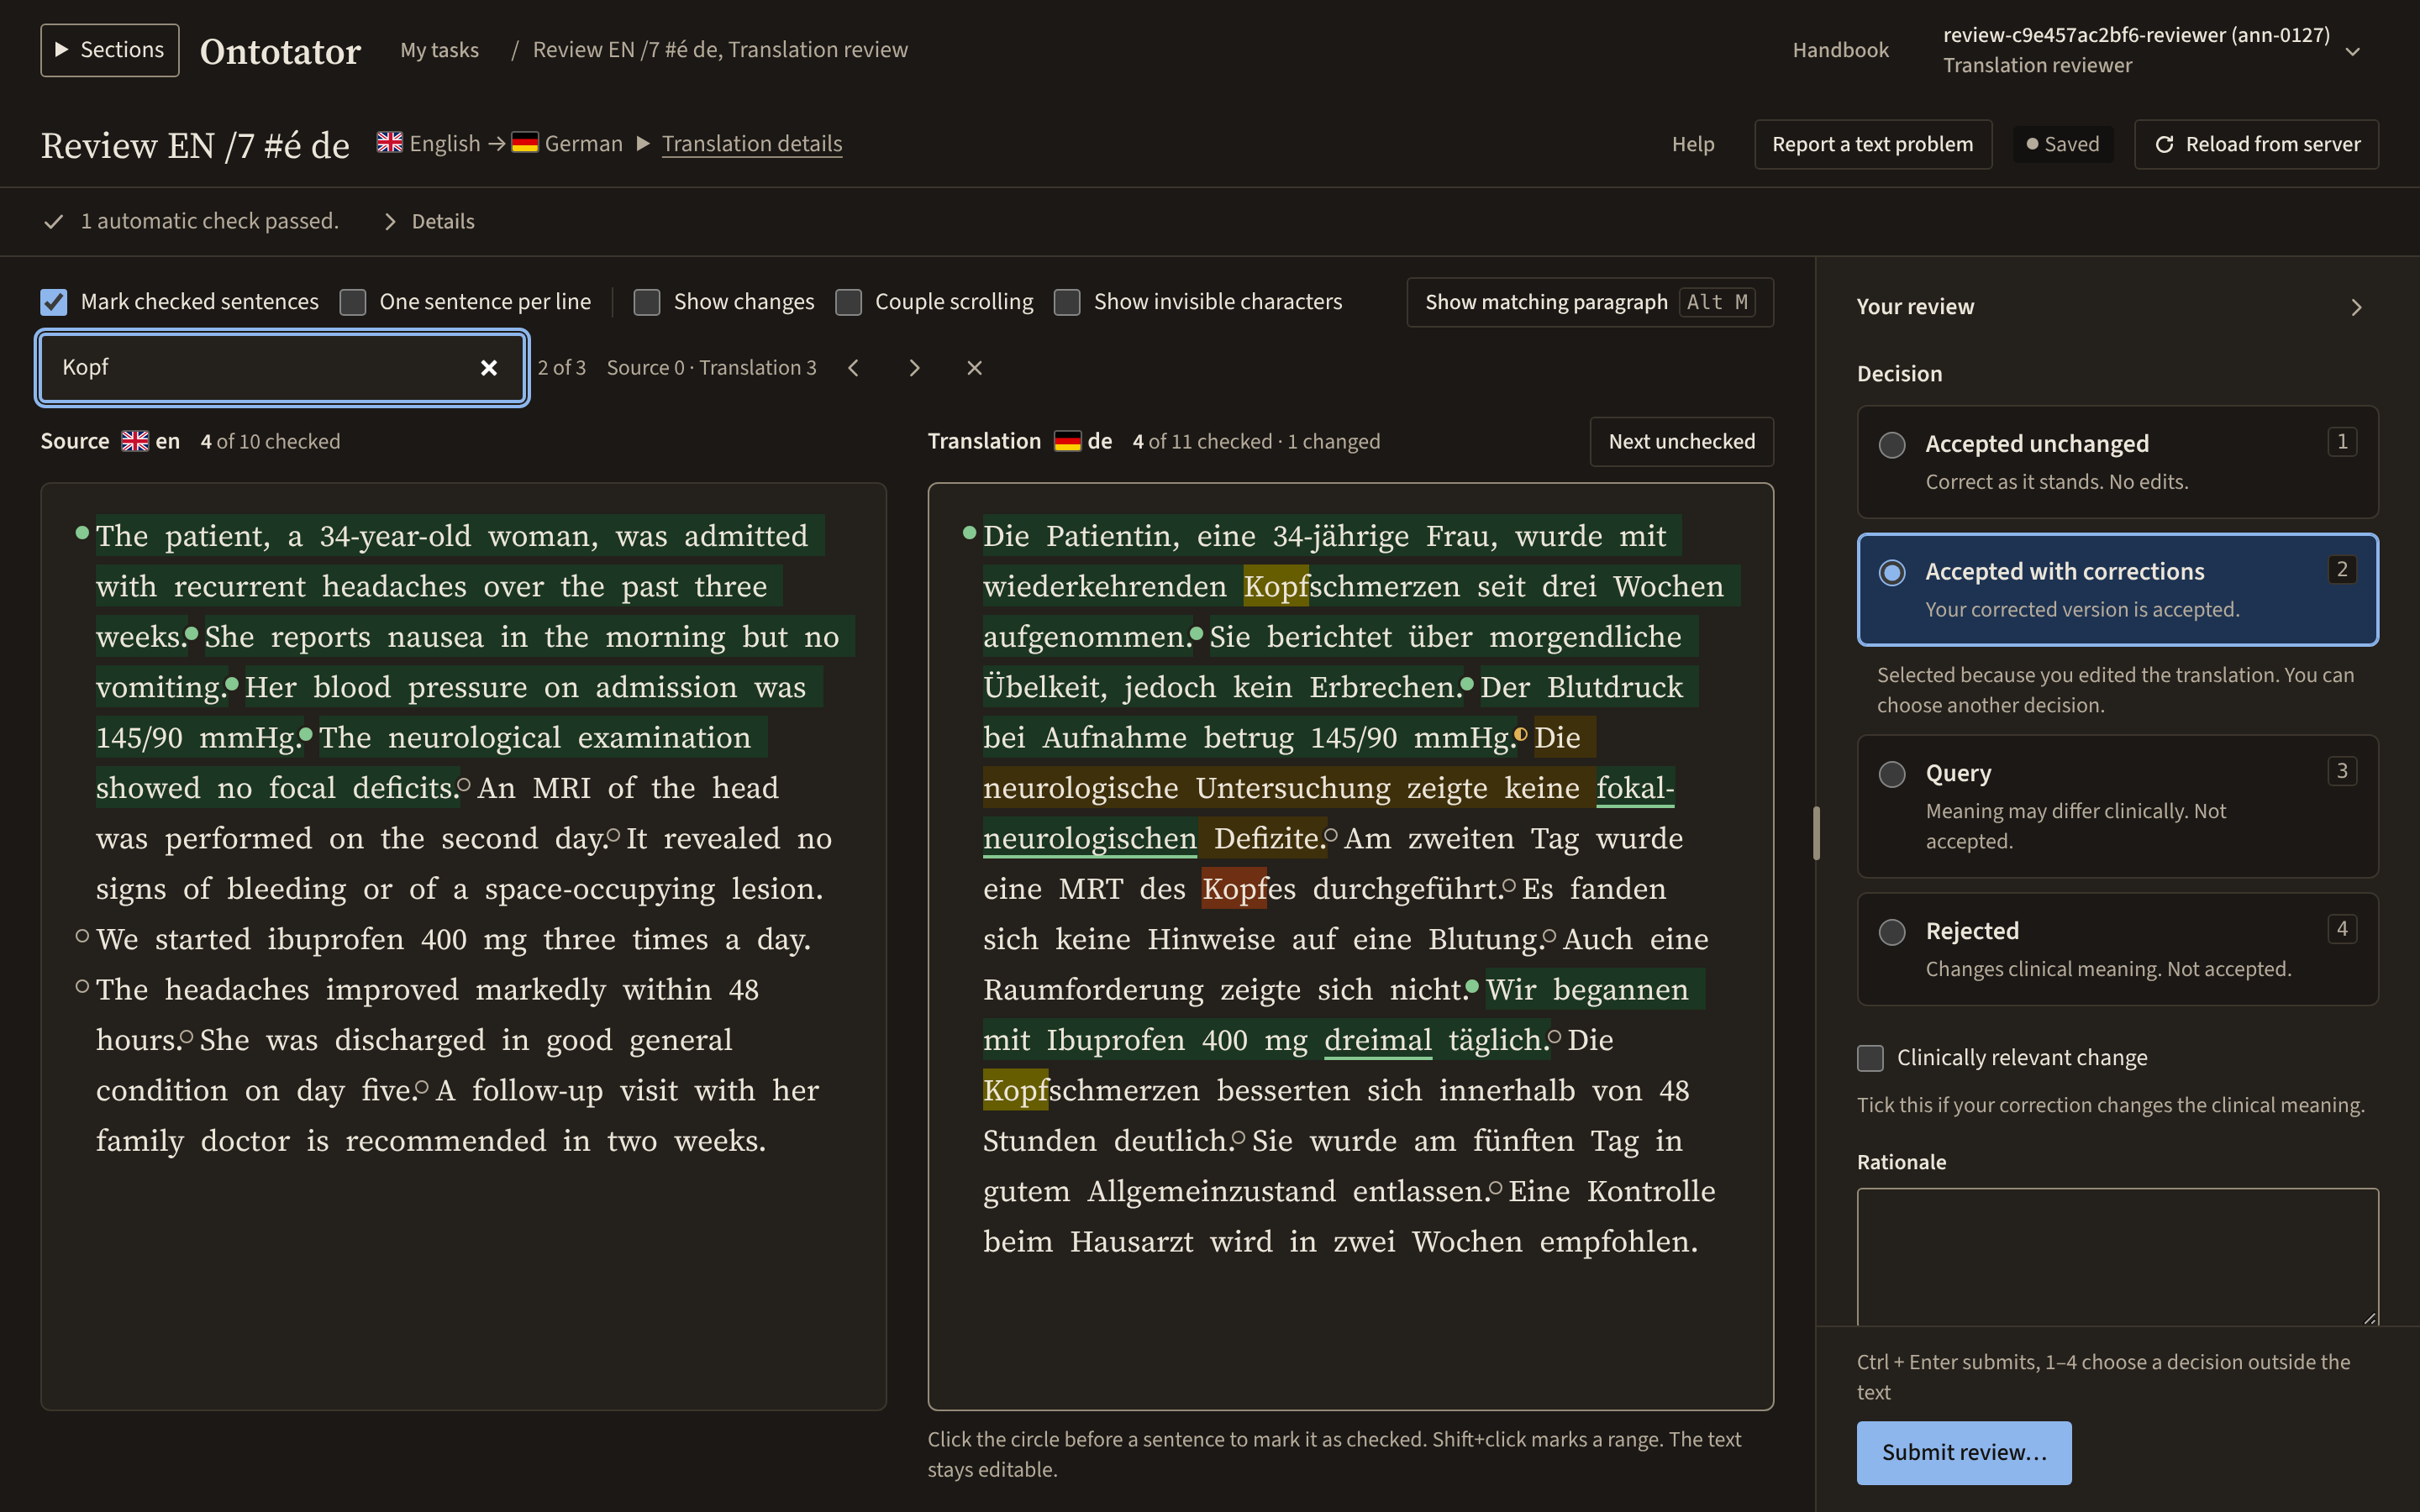 Sections
Ontotator
My tasks / Review EN /7 #é de, Translation review
Handbook
review-c9e457ac2bf6-reviewer (ann-0127)
Translation reviewer
Review EN /7 #é de
English → German
Translation details
Help
Report a text problem
Saved
Reload from server
1 automatic check passed.
Details
Mark checked sentences
One sentence per line
Show changes
Couple scrolling
Show invisible characters
Show matching paragraph Alt M
Kopf
2 of 3
Source 0 · Translation 3
Source en 4 of 10 checked
The patient, a 34-year-old woman, was admitted
with recurrent headaches over the past three
weeks. She reports nausea in the morning but no
vomiting. Her blood pressure on admission was
145/90 mmHg. The neurological examination
showed no focal deficits. An MRI of the head
was performed on the second day. It revealed no
signs of bleeding or of a space-occupying lesion.
We started ibuprofen 400 mg three times a day.
The headaches improved markedly within 48
hours. She was discharged in good general
condition on day five. A follow-up visit with her
family doctor is recommended in two weeks.
Translation de 4 of 11 checked · 1 changed
Next unchecked
Die Patientin, eine 34-jährige Frau, wurde mit
wiederkehrenden Kopfschmerzen seit drei Wochen
aufgenommen. Sie berichtet über morgendliche
Übelkeit, jedoch kein Erbrechen. Der Blutdruck
bei Aufnahme betrug 145/90 mmHg. Die
neurologische Untersuchung zeigte keine fokal-
neurologischen Defizite. Am zweiten Tag wurde
eine MRT des Kopfes durchgeführt. Es fanden
sich keine Hinweise auf eine Blutung. Auch eine
Raumforderung zeigte sich nicht. Wir begannen
mit Ibuprofen 400 mg dreimal täglich. Die
Kopfschmerzen besserten sich innerhalb von 48
Stunden deutlich. Sie wurde am fünften Tag in
gutem Allgemeinzustand entlassen. Eine Kontrolle
beim Hausarzt wird in zwei Wochen empfohlen.
Click the circle before a sentence to mark it as checked. Shift+click marks a range. The text
stays editable.
Your review
Decision
Accepted unchanged 1
Correct as it stands. No edits.
Accepted with corrections 2
Your corrected version is accepted.
Selected because you edited the translation. You can
choose another decision.
Query 3
Meaning may differ clinically. Not
accepted.
Rejected 4
Changes clinical meaning. Not accepted.
Clinically relevant change
Tick this if your correction changes the clinical meaning.
Rationale
Ctrl + Enter submits, 1–4 choose a decision outside the
text
Submit review…